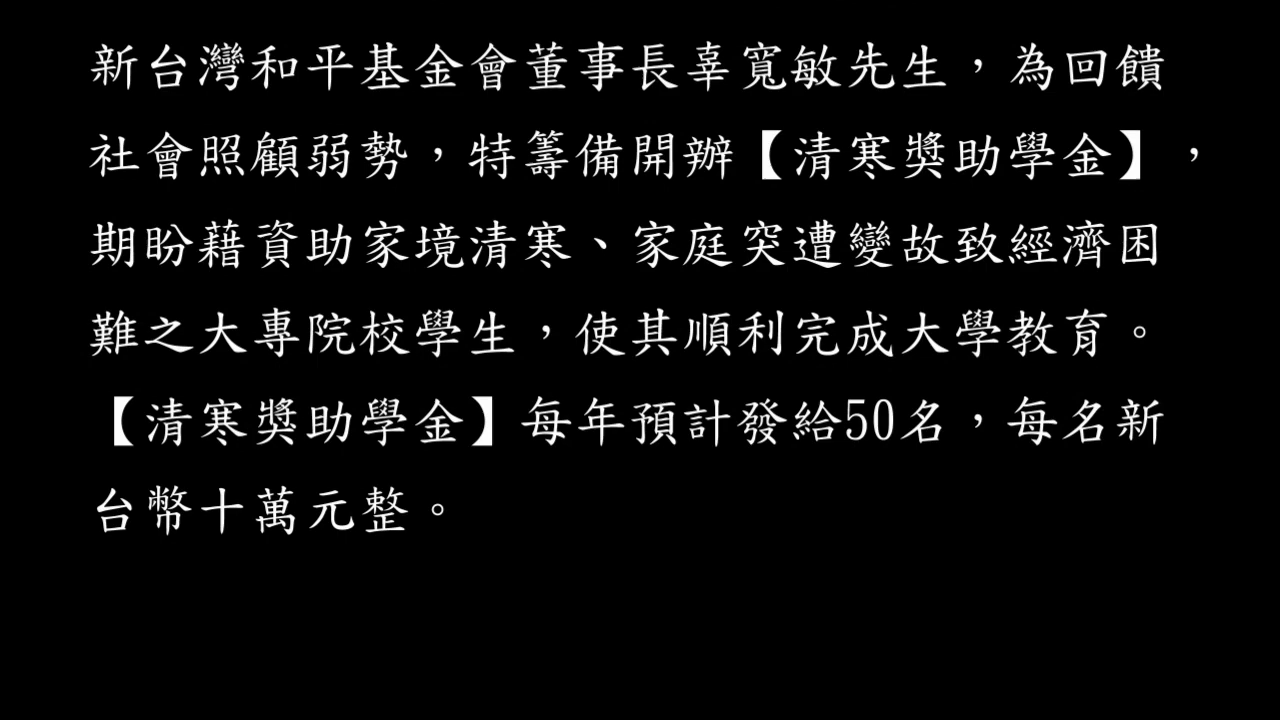 新台灣和平基金會董事長辜寬敏先生，為回饋
社會照顧弱勢，特籌備開辦【清寒獎助學金】，
期盼藉資助家境清寒、家庭突遭變故致經濟困
難之大專院校學生，使其順利完成大學教育。
【清寒獎助學金】每年預計發給50名，每名新
台幣十萬元整。